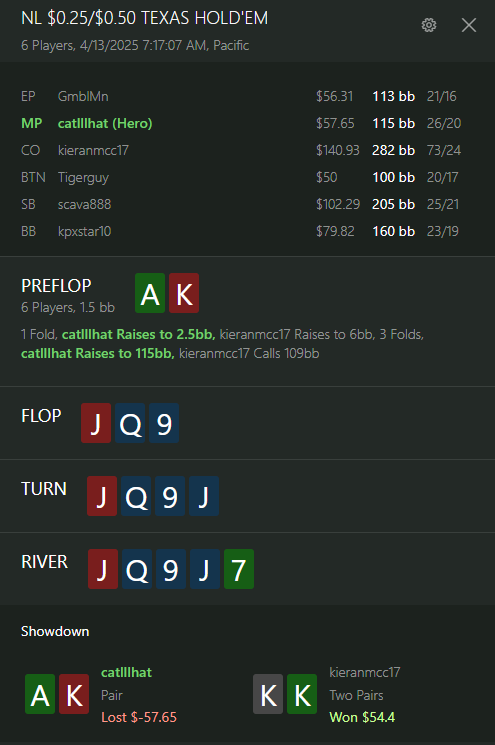 NL $0.25/$0.50 TEXAS HOLD'EM
6 Players, 4/13/2025 7:17:07 AM, Pacific
EP GmblMn $56.31 113 bb 21/16
MP catlllhat (Hero) $57.65 115 bb 26/20
CO kieranmcc17 $140.93 282 bb 73/24
BTN Tigerguy $50 100 bb 20/17
SB scava888 $102.29 205 bb 25/21
BB kpxstar10 $79.82 160 bb 23/19
PREFLOP A K
6 Players, 1.5 bb
1 Fold, catlllhat Raises to 2.5bb, kieranmcc17 Raises to 6bb, 3 Folds,
catlllhat Raises to 115bb, kieranmcc17 Calls 109bb
FLOP J Q 9
TURN J Q 9 J
RIVER J Q 9 J 7
Showdown
A K catlllhat K K kieranmcc17
Pair Two Pairs
Lost $-57.65 Won $54.4